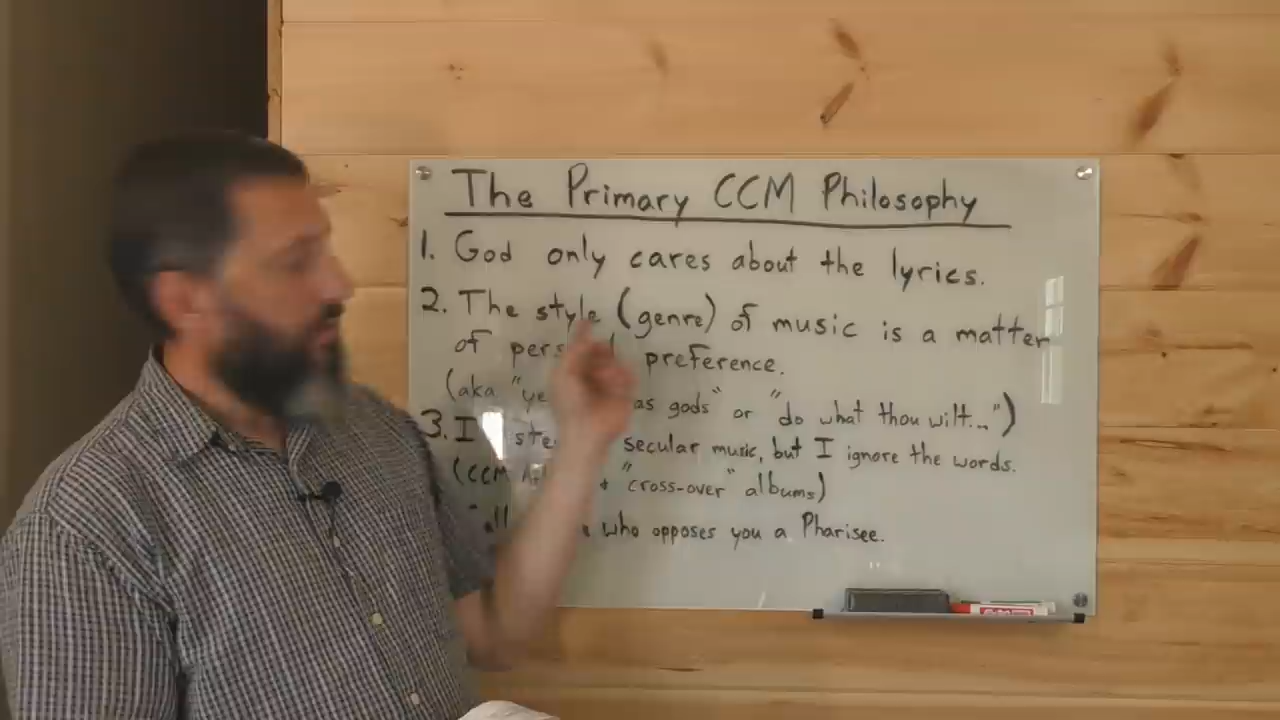 The Primary CCM Philosophy
1. God only cares about the lyrics.
2. The style (genre) of music is a matter
of preference.
(aka as gods" or "do what thou wilt...")
3. I secular music, but I ignore the words.
(CCM "cross-over" albums)
who opposes you a Pharisee.